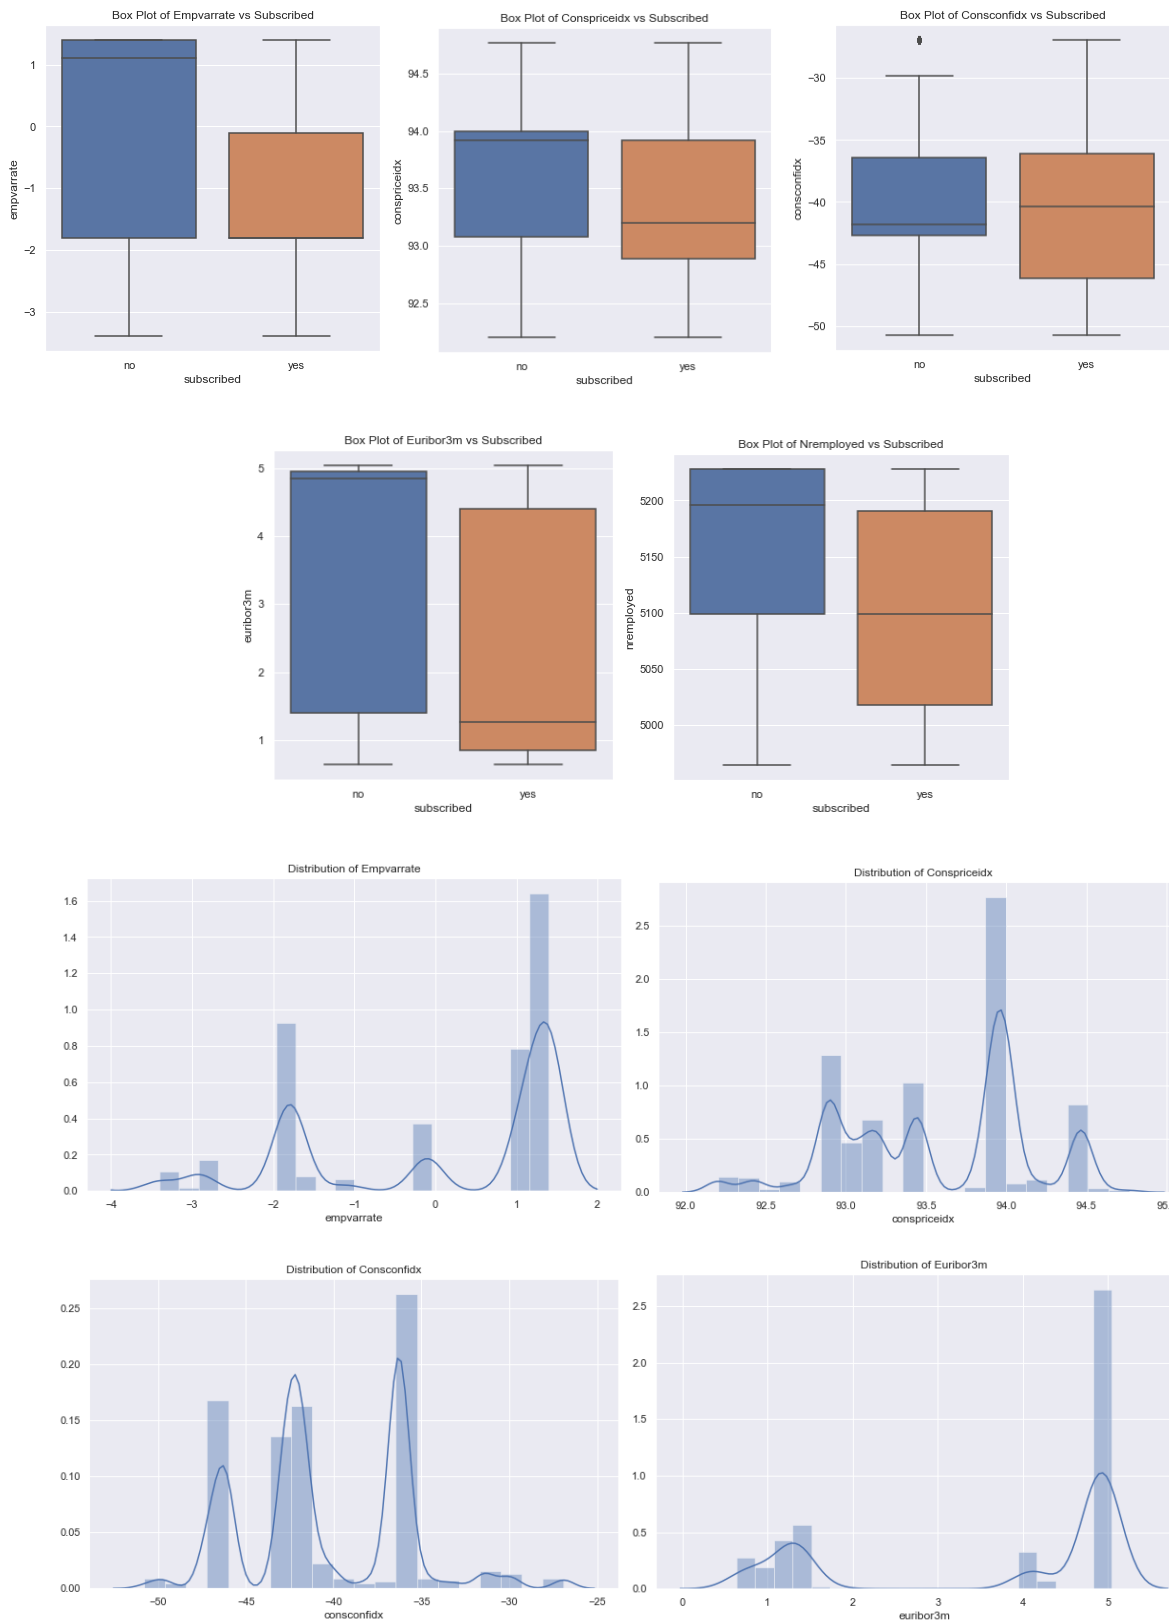 Box Plot of Empvarrate vs Subscribed
empvarrate
1
0
−1
−2
−3
no yes
subscribed
Box Plot of Conspriceidx vs Subscribed
conspriceidx
94.5
94.0
93.5
93.0
92.5
no yes
subscribed
Box Plot of Consconfidx vs Subscribed
consconfidx
−30
−35
−40
−45
−50
no yes
subscribed
Box Plot of Euribor3m vs Subscribed
euribor3m
5
4
3
2
1
no yes
subscribed
Box Plot of Nremployed vs Subscribed
nremployed
5200
5150
5100
5050
5000
no yes
subscribed
Distribution of Empvarrate
1.6
1.4
1.2
1.0
0.8
0.6
0.4
0.2
0.0
−4 −3 −2 −1 0 1 2
empvarrate
Distribution of Conspriceidx
2.5
2.0
1.5
1.0
0.5
0.0
92.0 92.5 93.0 93.5 94.0 94.5 95.
conspriceidx
Distribution of Consconfidx
0.25
0.20
0.15
0.10
0.05
0.00
−50 −45 −40 −35 −30 −25
consconfidx
Distribution of Euribor3m
2.5
2.0
1.5
1.0
0.5
0.0
0 1 2 3 4 5
euribor3m